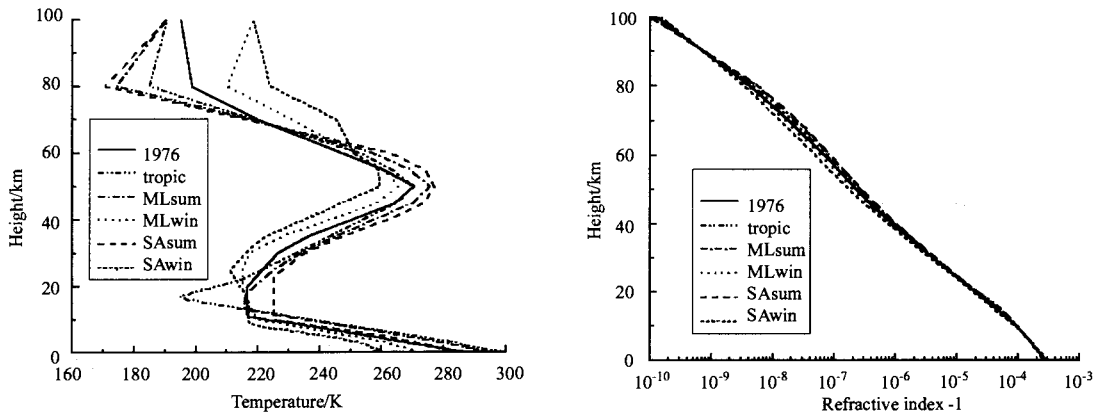 100
80
60
40
20
0
Height/km
1976
tropic
MLsum
MLwin
SAsum
SAwin
160 180 200 220 240 260 280 300
Temperature/K
100
80
60
40
20
0
Height/km
1976
tropic
MLsum
MLwin
SAsum
SAwin
10⁻¹⁰ 10⁻⁹ 10⁻⁸ 10⁻⁷ 10⁻⁶ 10⁻⁵ 10⁻⁴ 10⁻³
Refractive index -1